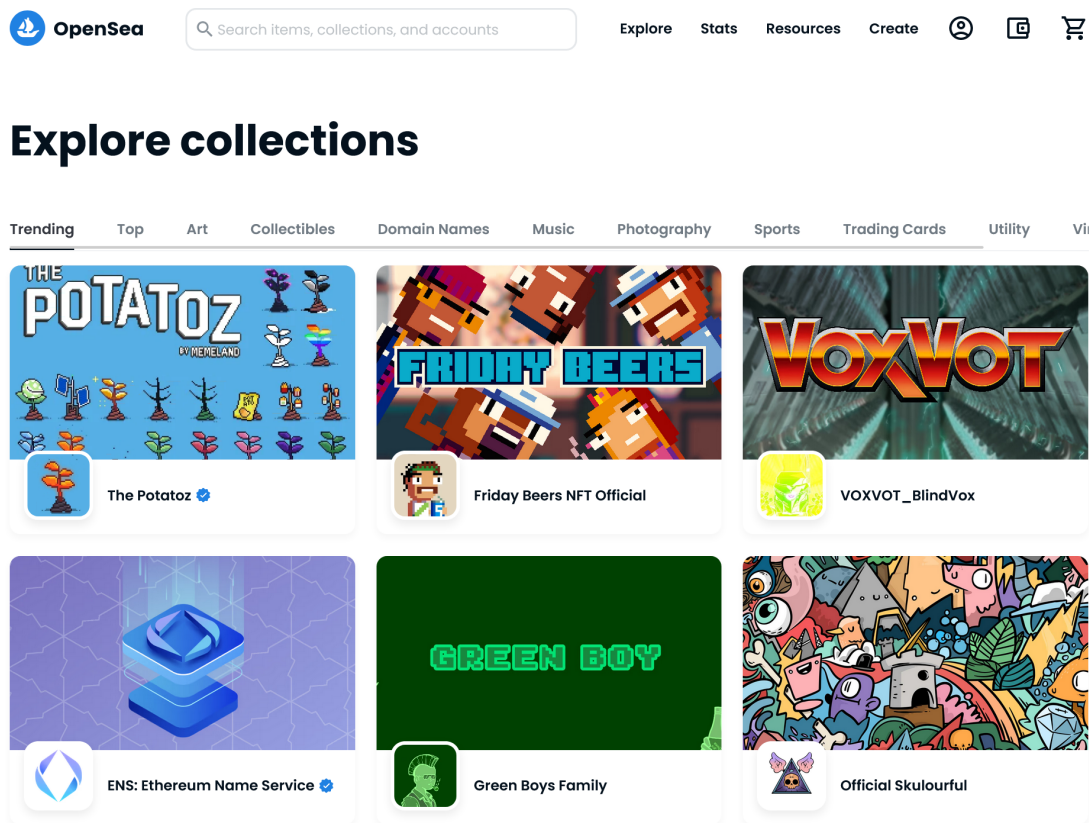 OpenSea
Search items, collections, and accounts
Explore Stats Resources Create
Explore collections
Trending Top Art Collectibles Domain Names Music Photography Sports Trading Cards Utility
THE
POTATOZ
BY MEMELAND
FRIDAY BEERS
VOXVOT
The Potatoz
Friday Beers NFT Official
VOXVOT_BlindVox
GREEN BOY
ENS: Ethereum Name Service
Green Boys Family
Official Skulourful